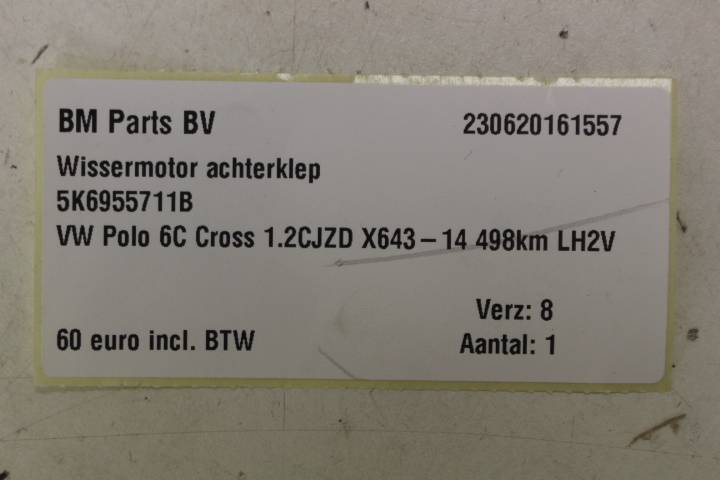 BM Parts BV 230620161557
Wissermotor achterklep
5K6955711B
VW Polo 6C Cross 1.2CJZD X643-14 498km LH2V
Verz: 8
60 euro incl. BTW Aantal: 1